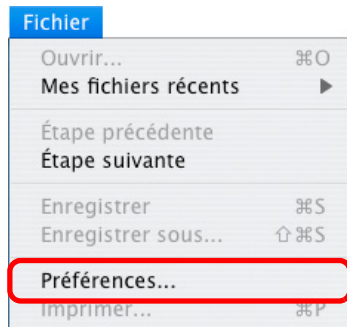 Fichier
Ouvrir... ⌘O
Mes fichiers récents ▶
Étape précédente
Étape suivante
Enregistrer ⌘S
Enregistrer sous... ⇧⌘S
Préférences...
Imprimer... ⌘P